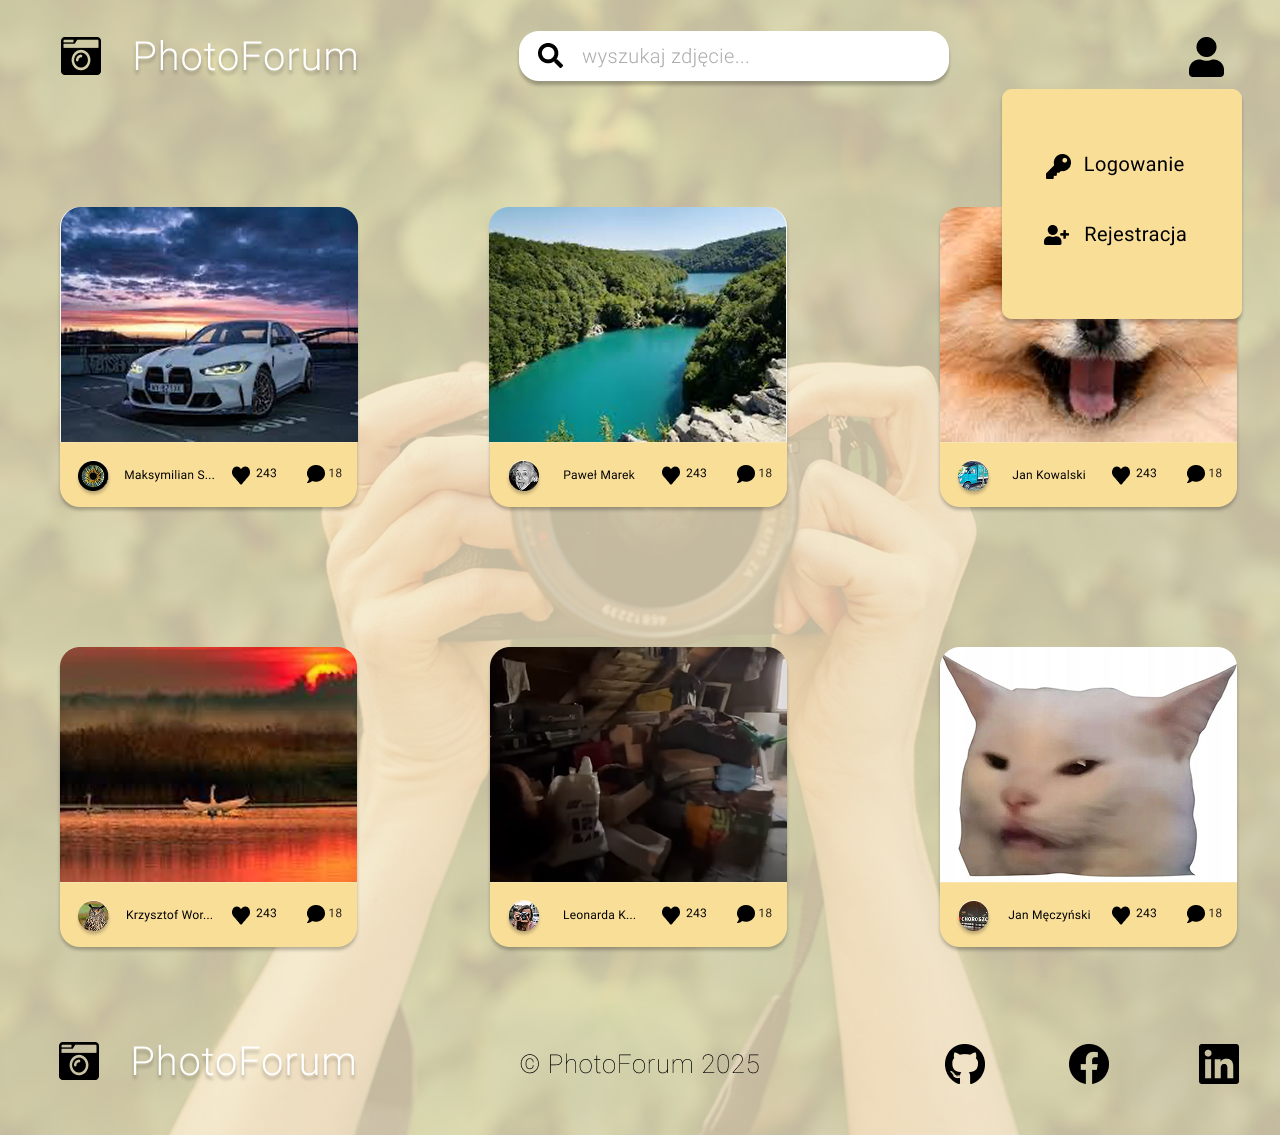 PhotoForum
wyszukaj zdjęcie...
Logowanie
Rejestracja
Maksymilian S... 243 18
Paweł Marek 243 18
Jan Kowalski 243 18
Krzysztof Wor... 243 18
Leonarda K... 243 18
Jan Męczyński 243 18
PhotoForum
© PhotoForum 2025